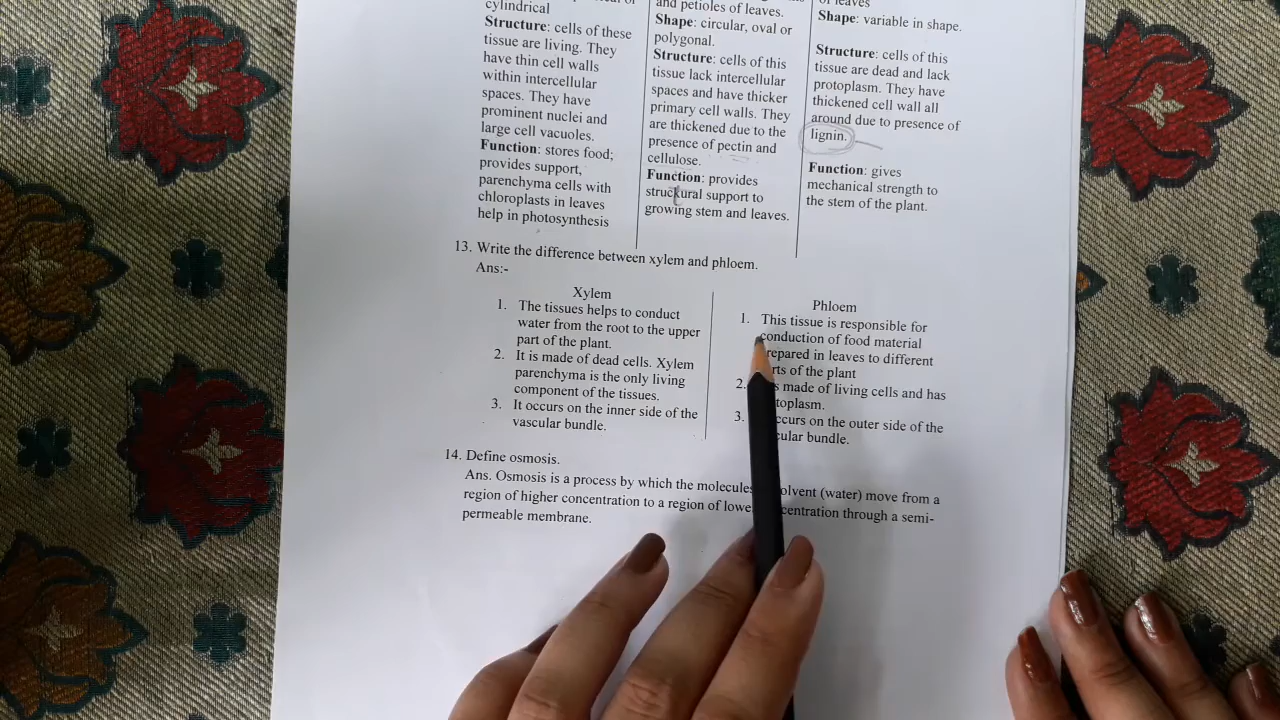 cylindrical
Structure: cells of these
tissue are living. They
have thin cell walls
within intercellular
spaces. They have
prominent nuclei and
large cell vacuoles.
Function: stores food;
provides support,
parenchyma cells with
chloroplasts in leaves
help in photosynthesis
and petioles of leaves.
Shape: circular, oval or
polygonal.
Structure: cells of this
tissue lack intercellular
spaces and have thicker
primary cell walls. They
are thickened due to the
presence of pectin and
cellulose.
Function: provides
structural support to
growing stem and leaves.
of leaves
Shape: variable in shape.
Structure: cells of this
tissue are dead and lack
protoplasm. They have
thickened cell wall all
around due to presence of
lignin.
Function: gives
mechanical strength to
the stem of the plant.
13. Write the difference between xylem and phloem.
Ans:-
Xylem
1. The tissues helps to conduct
water from the root to the upper
part of the plant.
2. It is made of dead cells. Xylem
parenchyma is the only living
component of the tissues.
3. It occurs on the inner side of the
vascular bundle.
Phloem
1. This tissue is responsible for
conduction of food material
in leaves to different
of the plant
2. made of living cells and has
3. on the outer side of the
bundle.
14. Define osmosis.
Ans. Osmosis is a process by which the molecules (water) move from a
region of higher concentration to a region of through a semi-
permeable membrane.